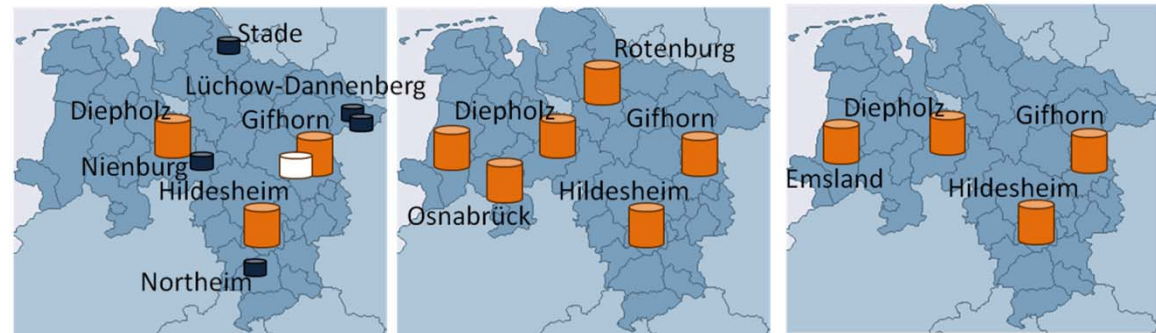 Stade
Lüchow-Dannenberg
Diepholz
Gifhorn
Nienburg
Hildesheim
Northeim
Rotenburg
Diepholz
Gifhorn
Hildesheim
Osnabrück
Diepholz
Gifhorn
Emsland
Hildesheim